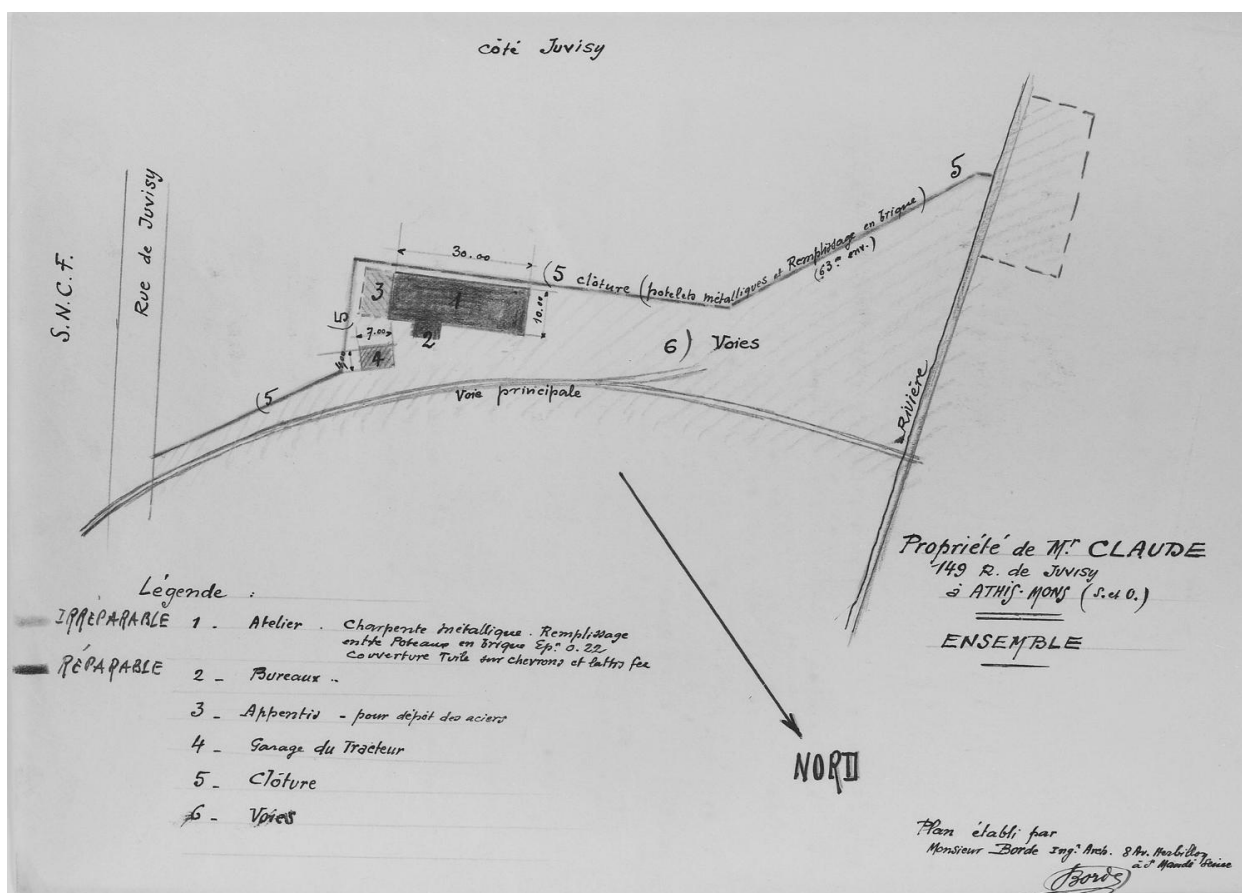 côté Juvisy
S.N.C.F.
Rue de Juvisy
30.00
10.00
3
1
2
7.00
4
(5
(5
(5 clôture (potelets métalliques et Remplissage en brique)
(63.m env.)
5
6) Voies
Voie principale
Rivière
NORD
Propriété de Mr CLAUDE
149 R. de Juvisy
à ATHIS-MONS (S.et O.)
ENSEMBLE
Légende :
IRRÉPARABLE
RÉPARABLE
1 _ Atelier . Charpente métallique . Remplissage
entre Poteaux en brique Epr 0.22
Couverture Tuile sur chevrons et lattis fer
2 _ Bureaux ..
3 _ Appentis - pour dépôt des aciers
4 _ Garage du Tracteur
5 _ Clôture
6 _ Voies
Plan établi par
Monsieur Borde Ingr Arch. 8 Av. Herbillon
à St Mandé Seine
Borde